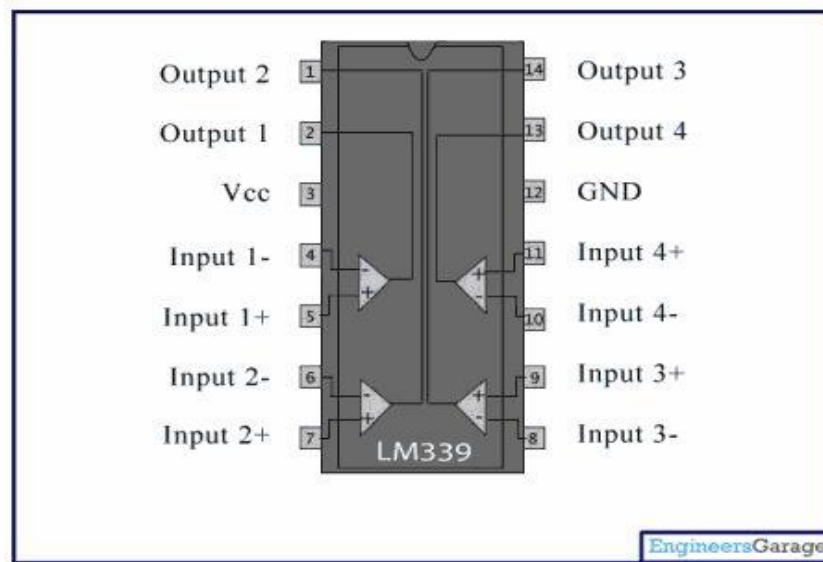 Output 2
Output 1
Vcc
Input 1-
Input 1+
Input 2-
Input 2+
1
2
3
4
5
6
7
-
+
-
+
LM339
+
-
+
-
14
13
12
11
10
9
8
Output 3
Output 4
GND
Input 4+
Input 4-
Input 3+
Input 3-
EngineersGarage